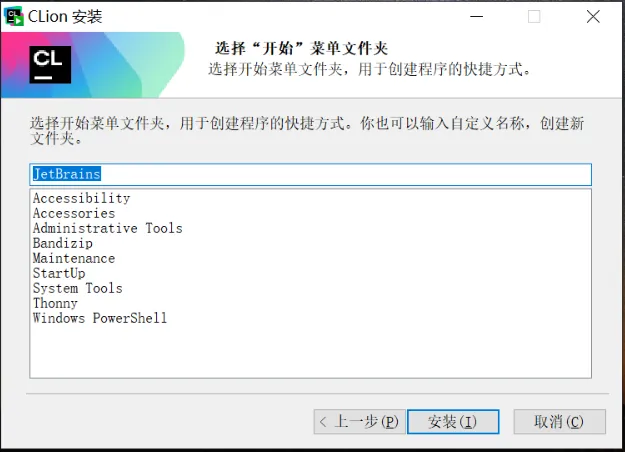 CLion 安装
CL
选择“开始”菜单文件夹
选择开始菜单文件夹，用于创建程序的快捷方式。
选择开始菜单文件夹，用于创建程序的快捷方式。你也可以输入自定义名称，创建新
文件夹。
JetBrains
Accessibility
Accessories
Administrative Tools
Bandizip
Maintenance
StartUp
System Tools
Thonny
Windows PowerShell
< 上一步(P) 安装(I) 取消(C)